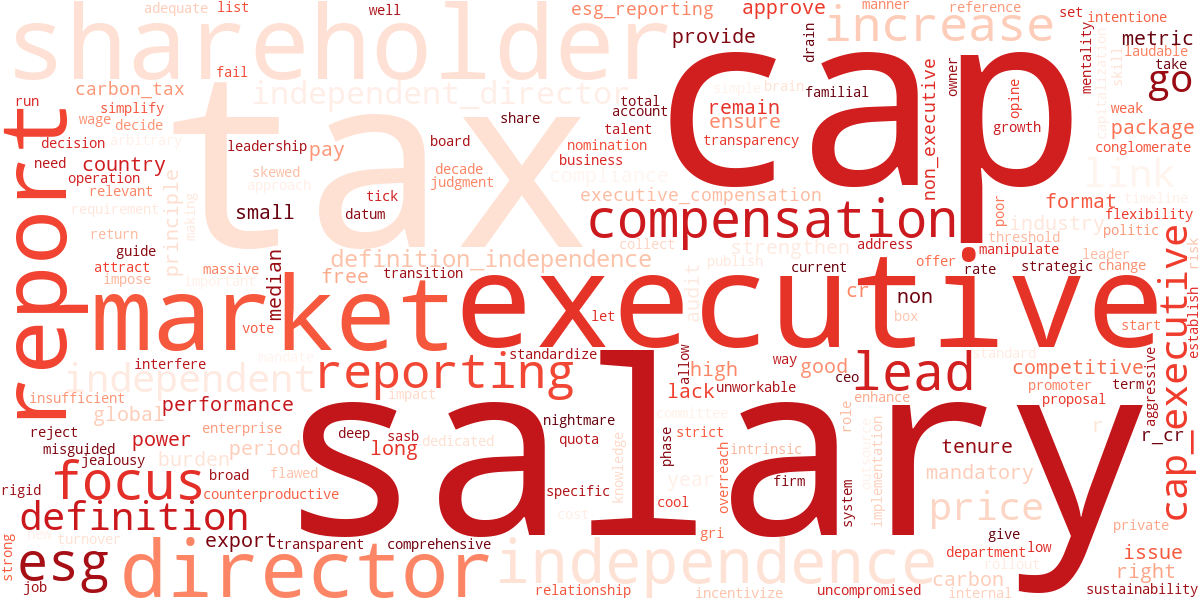 adequate list well esg_reporting approve manner reference set intentione
shareholder cap increase provide drain mentality metric laudable
fail take go
carbon_tax independent_director simple brain familial owner opine capitalization skill
run simplify tax total account remain ensure non_executive growth weak package
wage decide share talent transparency conglomerate
report decision arbitrary leadership board nomination business
need country pay skewed decade judgment compliance link
operation relevant approach tick executive_compensation poor format timeline
requirement principle making small datum compensation industry flexibility
return collect strengthen address threshold politic
guide definition_independence publish offer manipulate leader
attract massive free transition audit current rate strategic change
impose important median market executive cr non cap_executive risk
vote let box start establish
interfere mandate reporting standardize allow way good lead standard
independent high ceo competitive
insufficient impact lack unworkable enhance promoter term aggressive
global performance salary committee role proposal
reject enterprise nightmare strict r
misguided power period deep sasb dedicated quota knowledge phase intrinsic tenure r_cr
jealousy burden long outsource implementation
need broad flawed year overreach mandatory
rigid focus counterproductive specific cool firm system price
definition cost give private
strong turnover export transparent comprehensive gri department low issue
esg director independence rollout carbon right
job relationship incentivize uncompromised internal sustainability